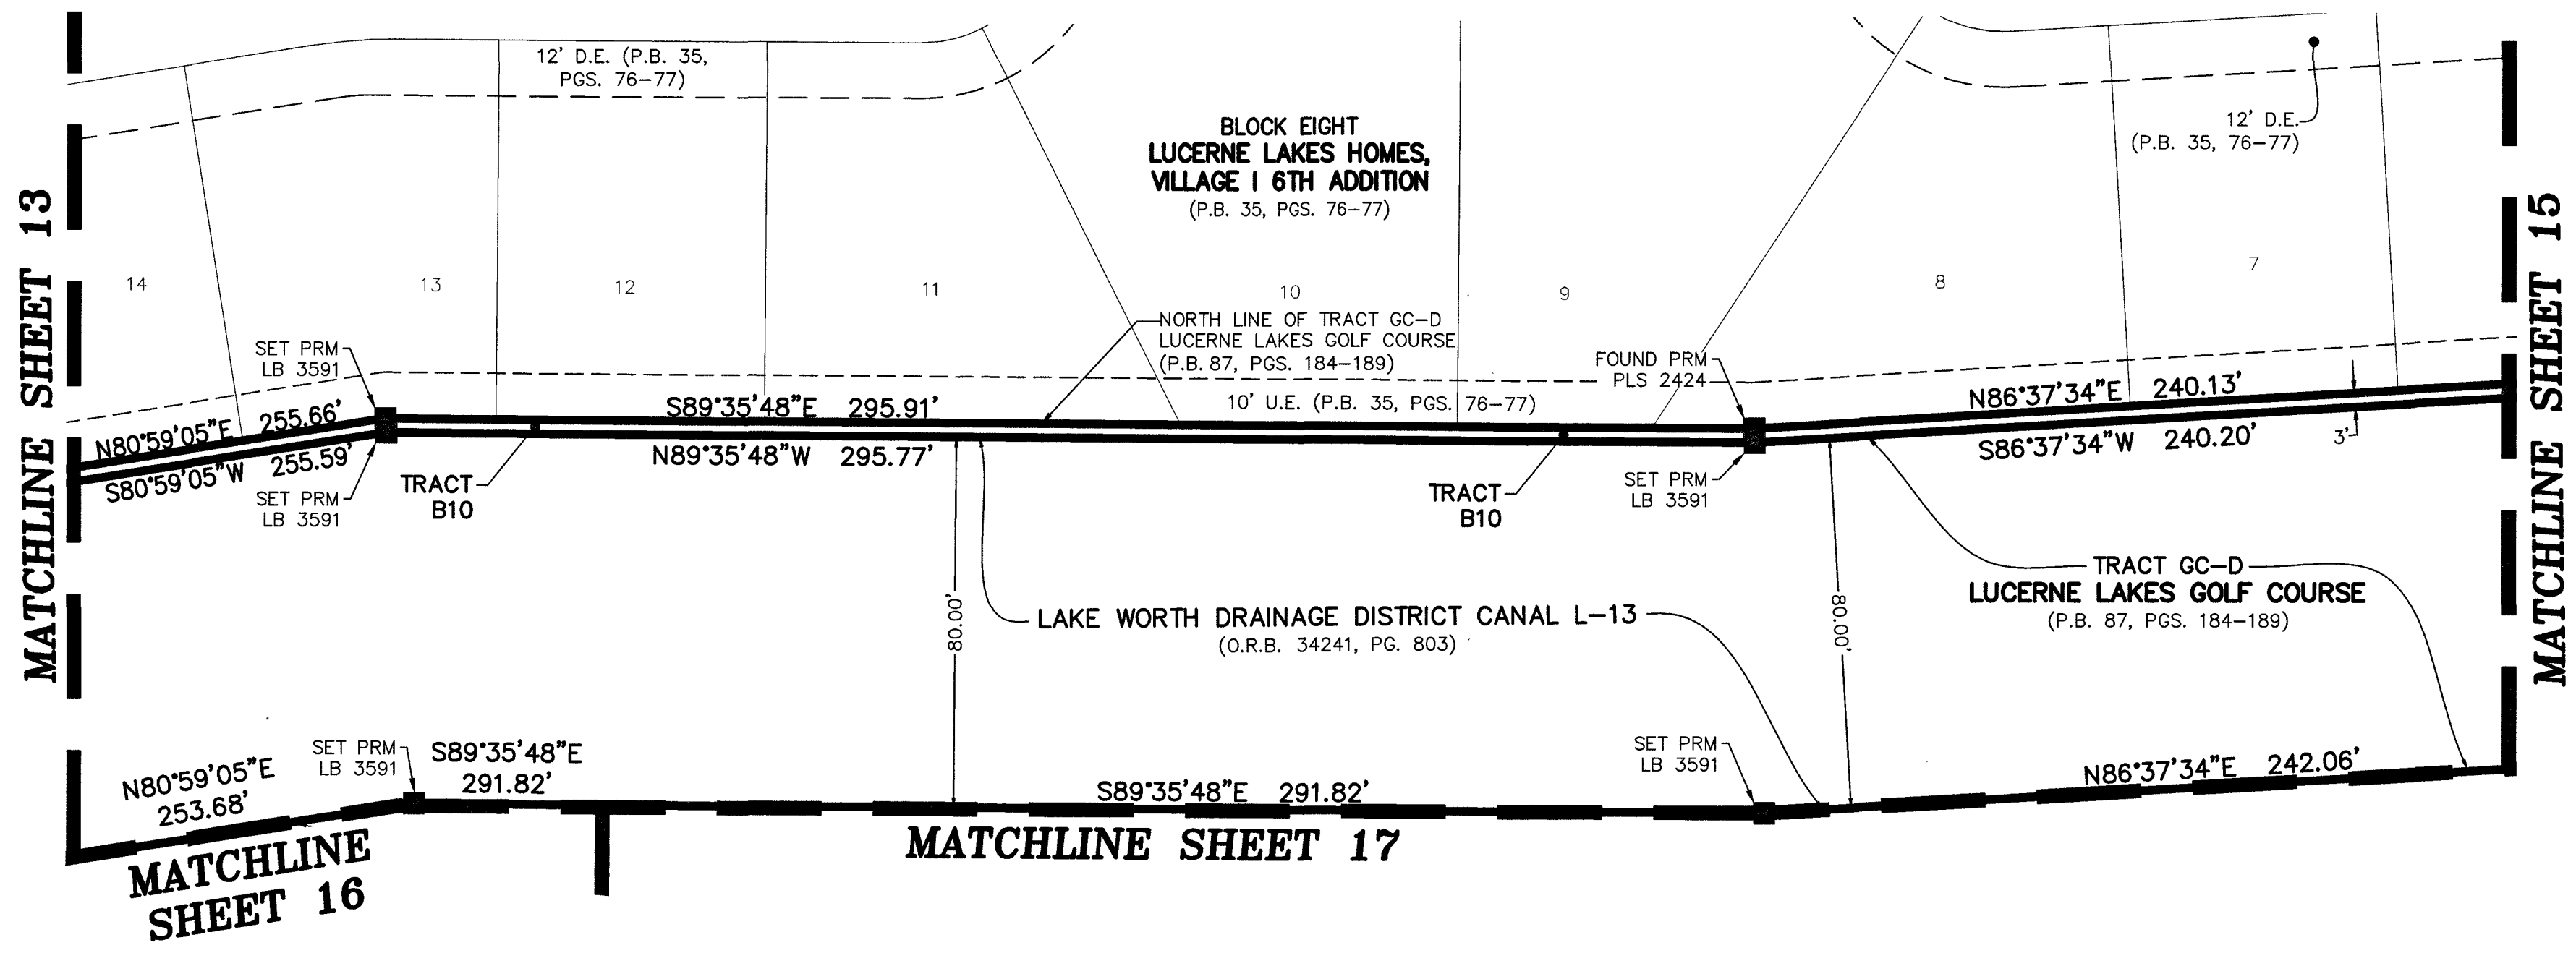 12' D.E. (P.B. 35,
PGS. 76–77)
BLOCK EIGHT
LUCERNE LAKES HOMES,
VILLAGE I 6TH ADDITION
(P.B. 35, PGS. 76–77)
12' D.E.
(P.B. 35, 76–77)
MATCHLINE SHEET 13
MATCHLINE SHEET 15
14
13
12
11
10
9
8
7
NORTH LINE OF TRACT GC–D
LUCERNE LAKES GOLF COURSE
(P.B. 87, PGS. 184–189)
SET PRM
LB 3591
FOUND PRM
PLS 2424
10' U.E. (P.B. 35, PGS. 76–77)
N80°59'05"E 255.66'
S89°35'48"E 295.91'
N86°37'34"E 240.13'
S80°59'05"W 255.59'
N89°35'48"W 295.77'
S86°37'34"W 240.20'
3'
SET PRM
LB 3591
TRACT
B10
TRACT
B10
SET PRM
LB 3591
80.00'
80.00'
LAKE WORTH DRAINAGE DISTRICT CANAL L–13
(O.R.B. 34241, PG. 803)
TRACT GC–D
LUCERNE LAKES GOLF COURSE
(P.B. 87, PGS. 184–189)
N80°59'05"E
253.68'
SET PRM
LB 3591
S89°35'48"E
291.82'
S89°35'48"E 291.82'
SET PRM
LB 3591
N86°37'34"E 242.06'
MATCHLINE
SHEET 16
MATCHLINE SHEET 17